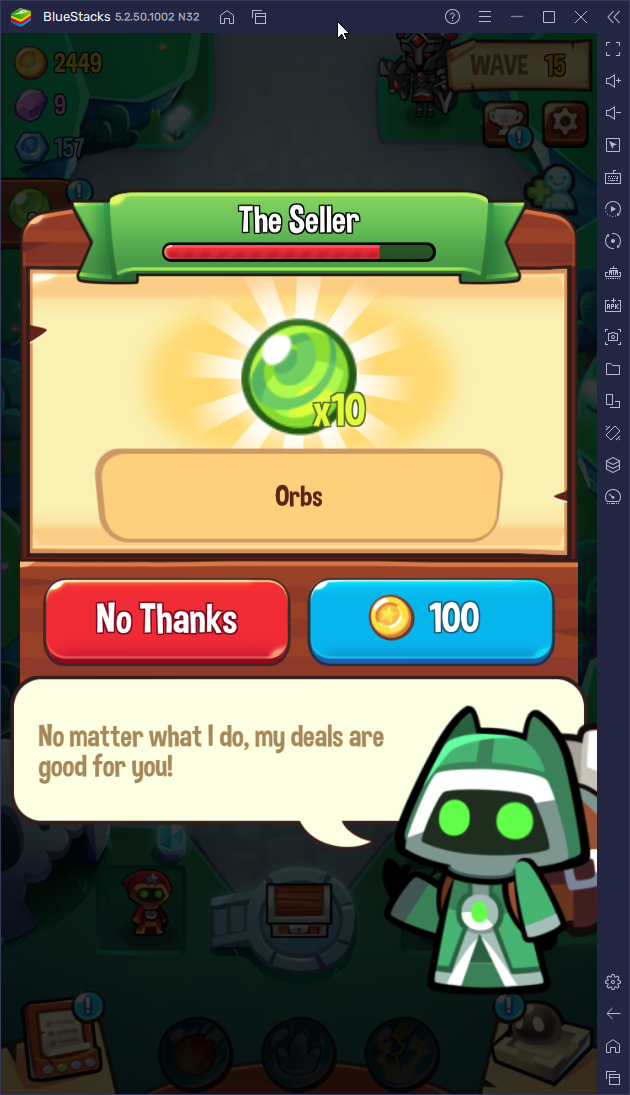 BlueStacks 5.2.50.1002 N32
2449
WAVE 15
9
157
The Seller
x10
Orbs
No Thanks
100
No matter what I do, my deals are
good for you!